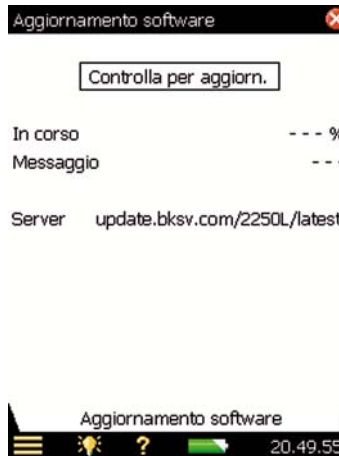 Aggiornamento software
Controlla per aggiorn.
In corso - - - %
Messaggio - - -
Server update.bksv.com/2250L/latest
Aggiornamento software
? 20.49.55